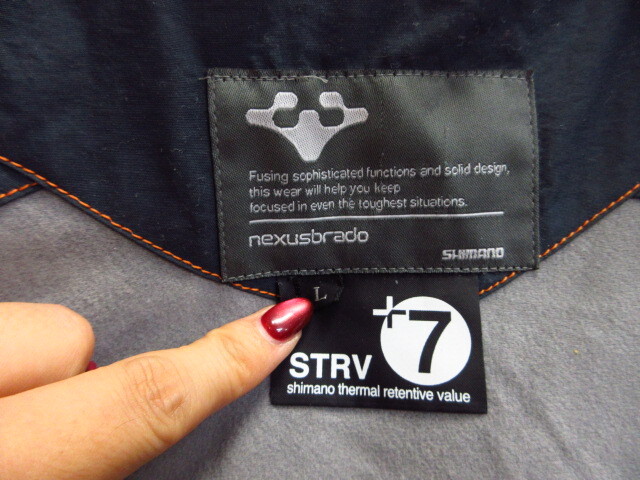 Fusing sophisticated functions and solid design,
this wear will help you keep
focused in even the toughest situations.
nexusbrado
SHIMANO
L
+7
STRV
shimano thermal retentive value